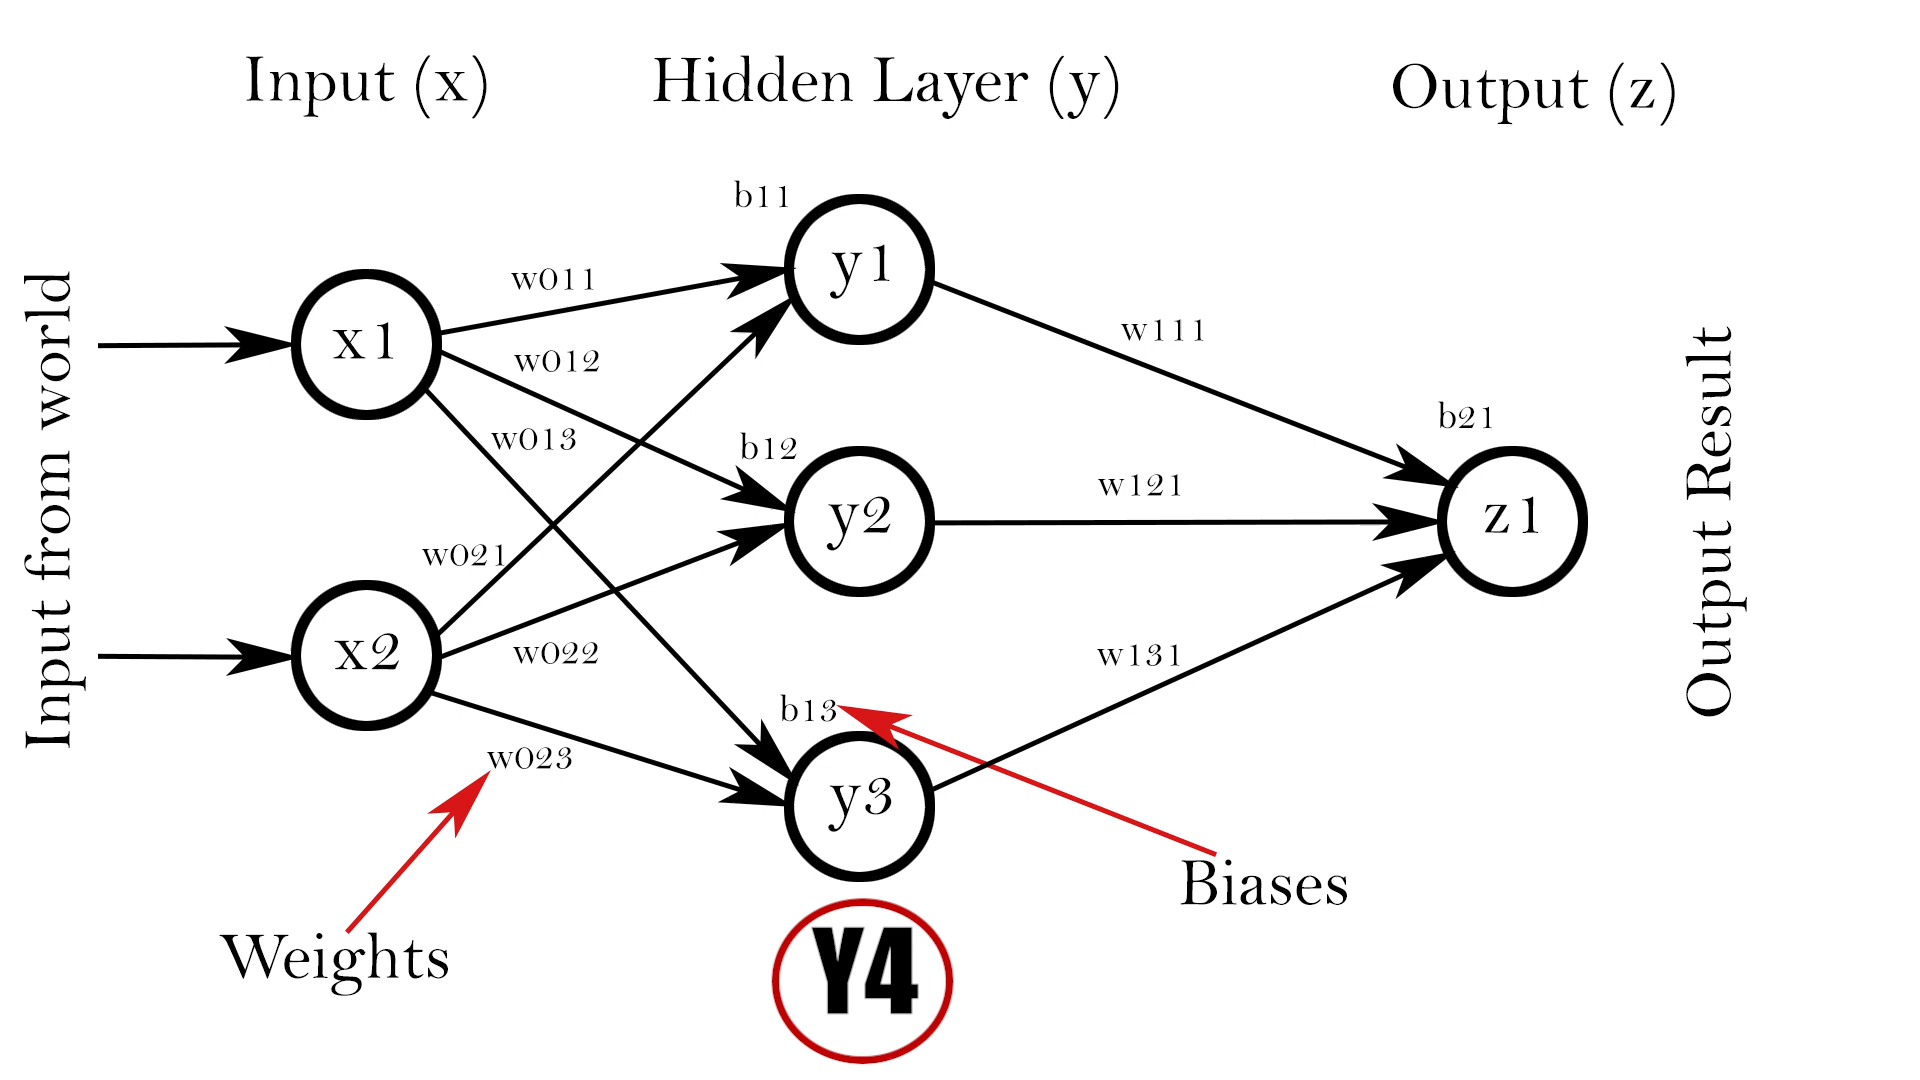 Input (x)
Hidden Layer (y)
Output (z)
Input from world
x1
x2
w011
w012
w013
w021
w022
w023
b11
y1
b12
y2
b13
y3
Y4
w111
w121
w131
b21
z1
Output Result
Weights
Biases